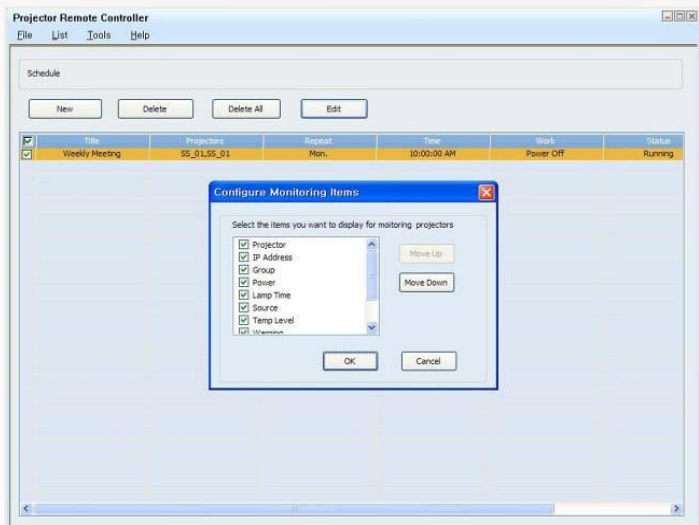 Projector Remote Controller
File List Tools Help
Schedule
New Delete Delete All Edit
Title Projectors Repeat Time Work Status
Weekly Meeting SS_01,SS_01 Mon. 10:00:00 AM Power Off Running
Configure Monitoring Items
Select the items you want to display for moitoring projectors
Projector
IP Address
Group
Power
Lamp Time
Source
Temp Level
Warning
Move Up
Move Down
OK Cancel